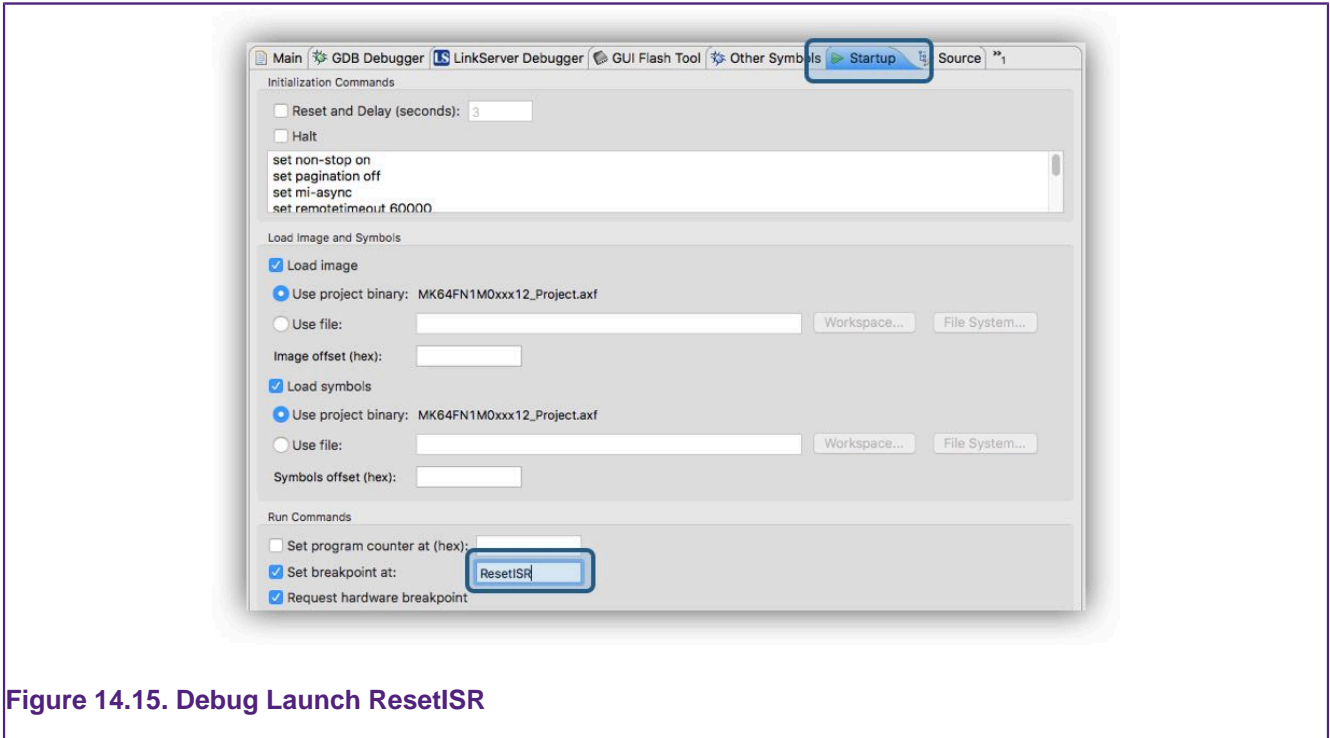 Main GDB Debugger LS LinkServer Debugger GUI Flash Tool Other Symbols Startup Source »1
Initialization Commands
Reset and Delay (seconds): 3
Halt
set non-stop on
set pagination off
set mi-async
set remotetimeout 60000
Load Image and Symbols
Load image
Use project binary: MK64FN1M0xxx12_Project.axf
Use file: Workspace... File System...
Image offset (hex):
Load symbols
Use project binary: MK64FN1M0xxx12_Project.axf
Use file: Workspace... File System...
Symbols offset (hex):
Run Commands
Set program counter at (hex):
Set breakpoint at: ResetISR
Request hardware breakpoint
Figure 14.15. Debug Launch ResetISR